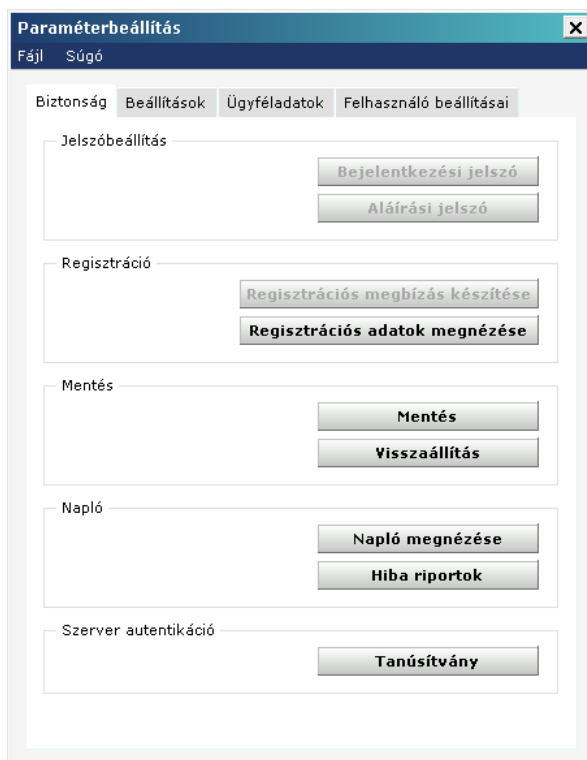 Paraméterbeállítás
Fájl Súgó
Biztonság Beállítások Ügyféladatok Felhasználó beállításai
Jelszóbeállítás
Bejelentkezési jelszó
Aláírási jelszó
Regisztráció
Regisztrációs megbízás készítése
Regisztrációs adatok megnézése
Mentés
Mentés
Visszaállítás
Napló
Napló megnézése
Hiba riportok
Szerver autentikáció
Tanúsítvány